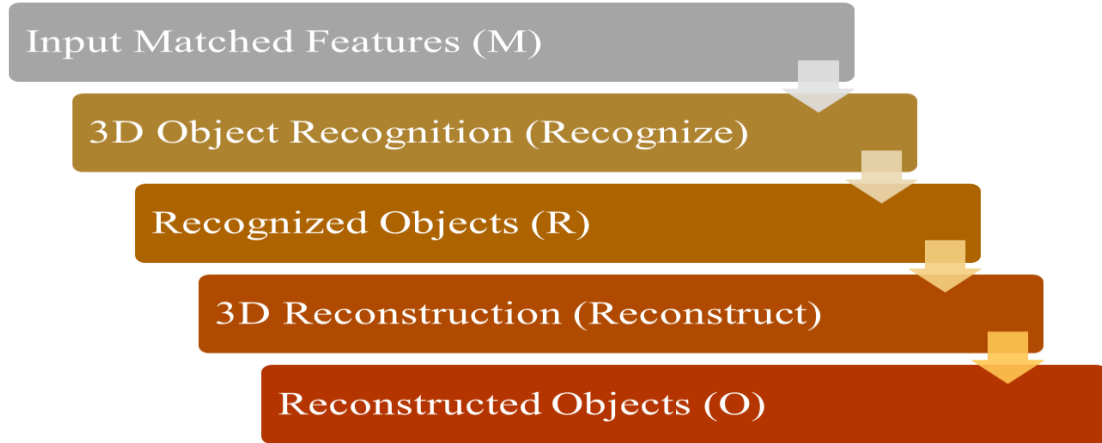 Input Matched Features (M)
3D Object Recognition (Recognize)
Recognized Objects (R)
3D Reconstruction (Reconstruct)
Reconstructed Objects (O)